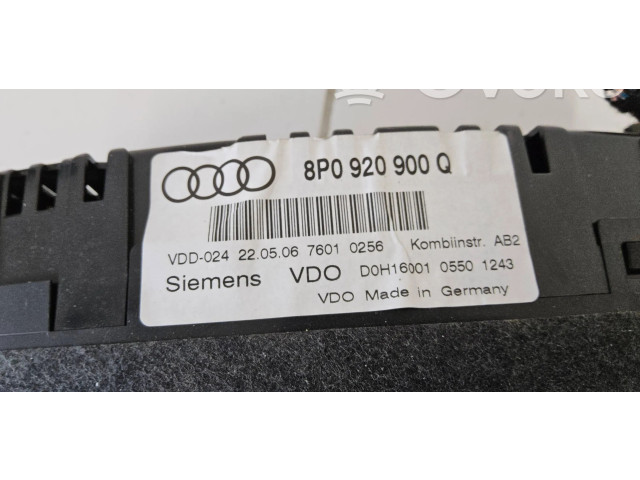 8P0 920 900 Q
VDD-024 22.05.06 7601 0256 Kombiinstr. AB2
Siemens VDO D0H16001 0550 1243
VDO Made in Germany